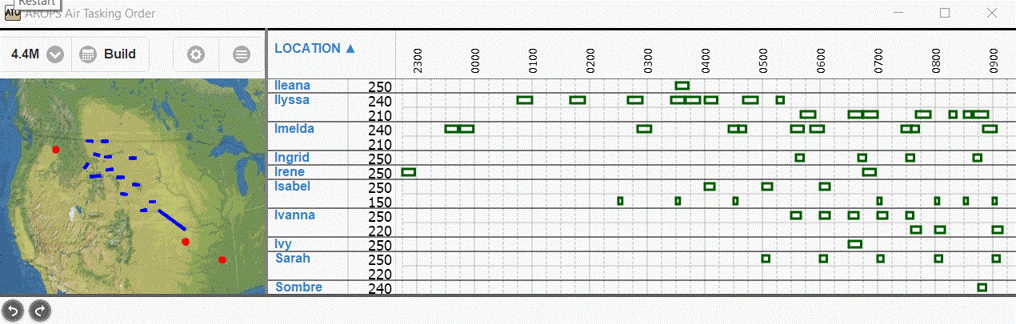 Restart
ATO AROPS Air Tasking Order
4.4M Build LOCATION ▲ 2300 0000 0100 0200 0300 0400 0500 0600 0700 0800 0900
Ileana 250
Ilyssa 240
210
Imelda 240
210
Ingrid 250
Irene 250
Isabel 250
150
Ivanna 250
220
Ivy 250
Sarah 250
220
Sombre 240